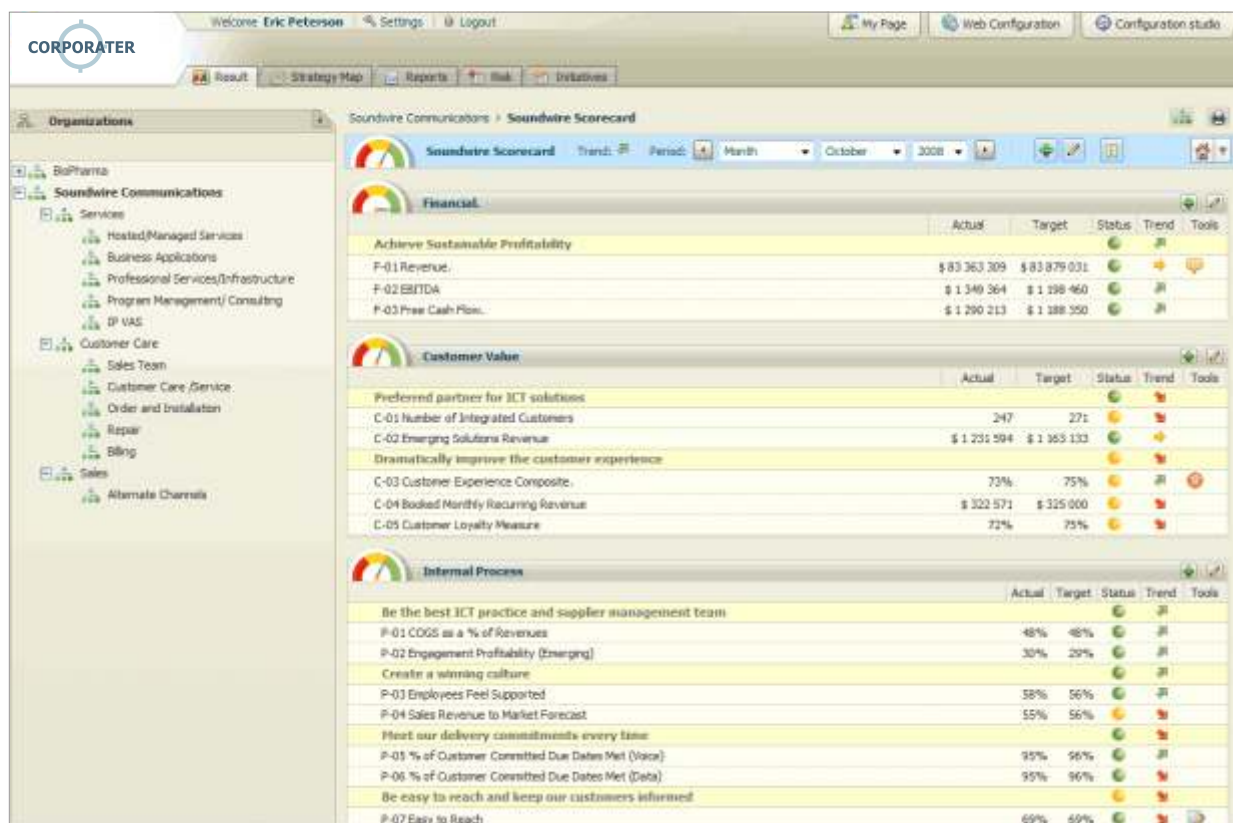 Welcome Eric Peterson Settings Logout My Page Web Configuration Configuration studio
CORPORATER
Result Strategy Map Reports Risk Initiatives
Organizations
Soundwire Communications Soundwire Scorecard
Soundwire Scorecard Trend: Period: Month October 2008
BioPharma
Soundwire Communications
Services
Hosted/Managed Services
Business Applications
Professional Services/Infrastructure
Program Management/ Consulting
IP VAS
Customer Care
Sales Team
Customer Care /Service
Order and Installation
Repair
Billing
Sales
Alternate Channels
Financial.
Actual Target Status Trend Tools
Achieve Sustainable Profitability
F-01 Revenue. $ 83 363 309 $ 83 879 031
F-02 EBITDA $ 1 349 364 $ 1 198 460
F-03 Free Cash Flow. $ 1 290 213 $ 1 188 350
Customer Value
Actual Target Status Trend Tools
Preferred partner for ICT solutions
C-01 Number of Integrated Customers 247 271
C-02 Emerging Solutions Revenue $ 1 231 594 $ 1 163 133
Dramatically improve the customer experience
C-03 Customer Experience Composite. 73% 75%
C-04 Booked Monthly Recurring Revenue $ 322 571 $ 325 000
C-05 Customer Loyalty Measure 72% 75%
Internal Process
Actual Target Status Trend Tools
Be the best ICT practice and supplier management team
P-01 COGS as a % of Revenues 48% 48%
P-02 Engagement Profitability (Emerging) 30% 29%
Create a winning culture
P-03 Employees Feel Supported 58% 56%
P-04 Sales Revenue to Market Forecast 55% 56%
Meet our delivery commitments every time
P-05 % of Customer Committed Due Dates Met (Voice) 95% 96%
P-06 % of Customer Committed Due Dates Met (Data) 95% 96%
Be easy to reach and keep our customers informed
P-07 Easy to Reach 69% 69%